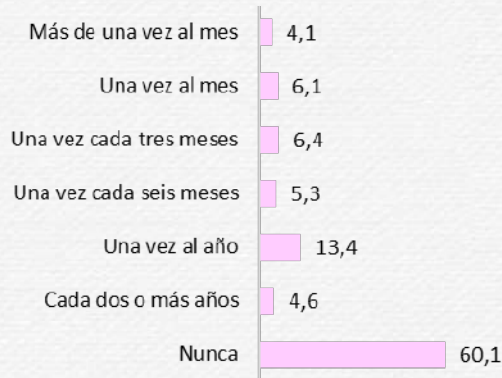 Más de una vez al mes 4,1
Una vez al mes 6,1
Una vez cada tres meses 6,4
Una vez cada seis meses 5,3
Una vez al año 13,4
Cada dos o más años 4,6
Nunca 60,1